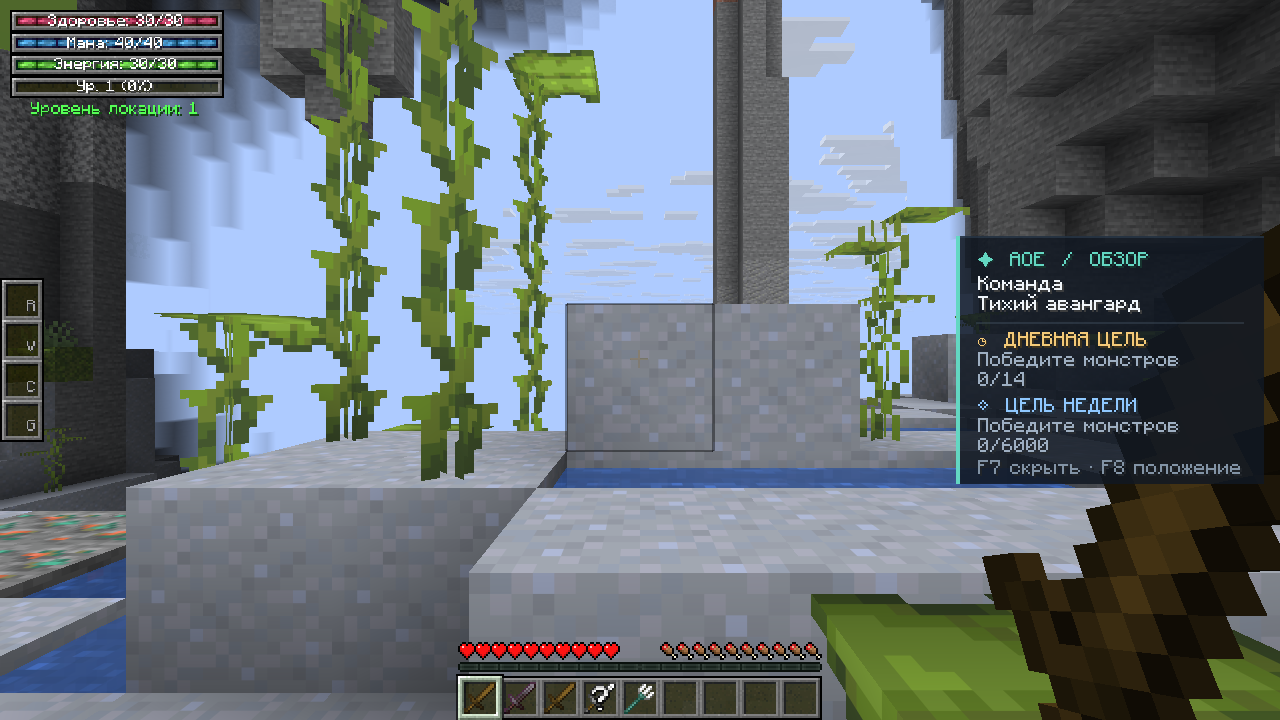 Здоровье: 30/30
Мана: 40/40
Энергия: 30/30
Ур. 1 (0%)
Уровень локации: 1
R
V
C
G
AOE / ОБЗОР
Команда
Тихий авангард
ДНЕВНАЯ ЦЕЛЬ
Победите монстров
0/14
ЦЕЛЬ НЕДЕЛИ
Победите монстров
0/6000
F7 скрыть · F8 положение